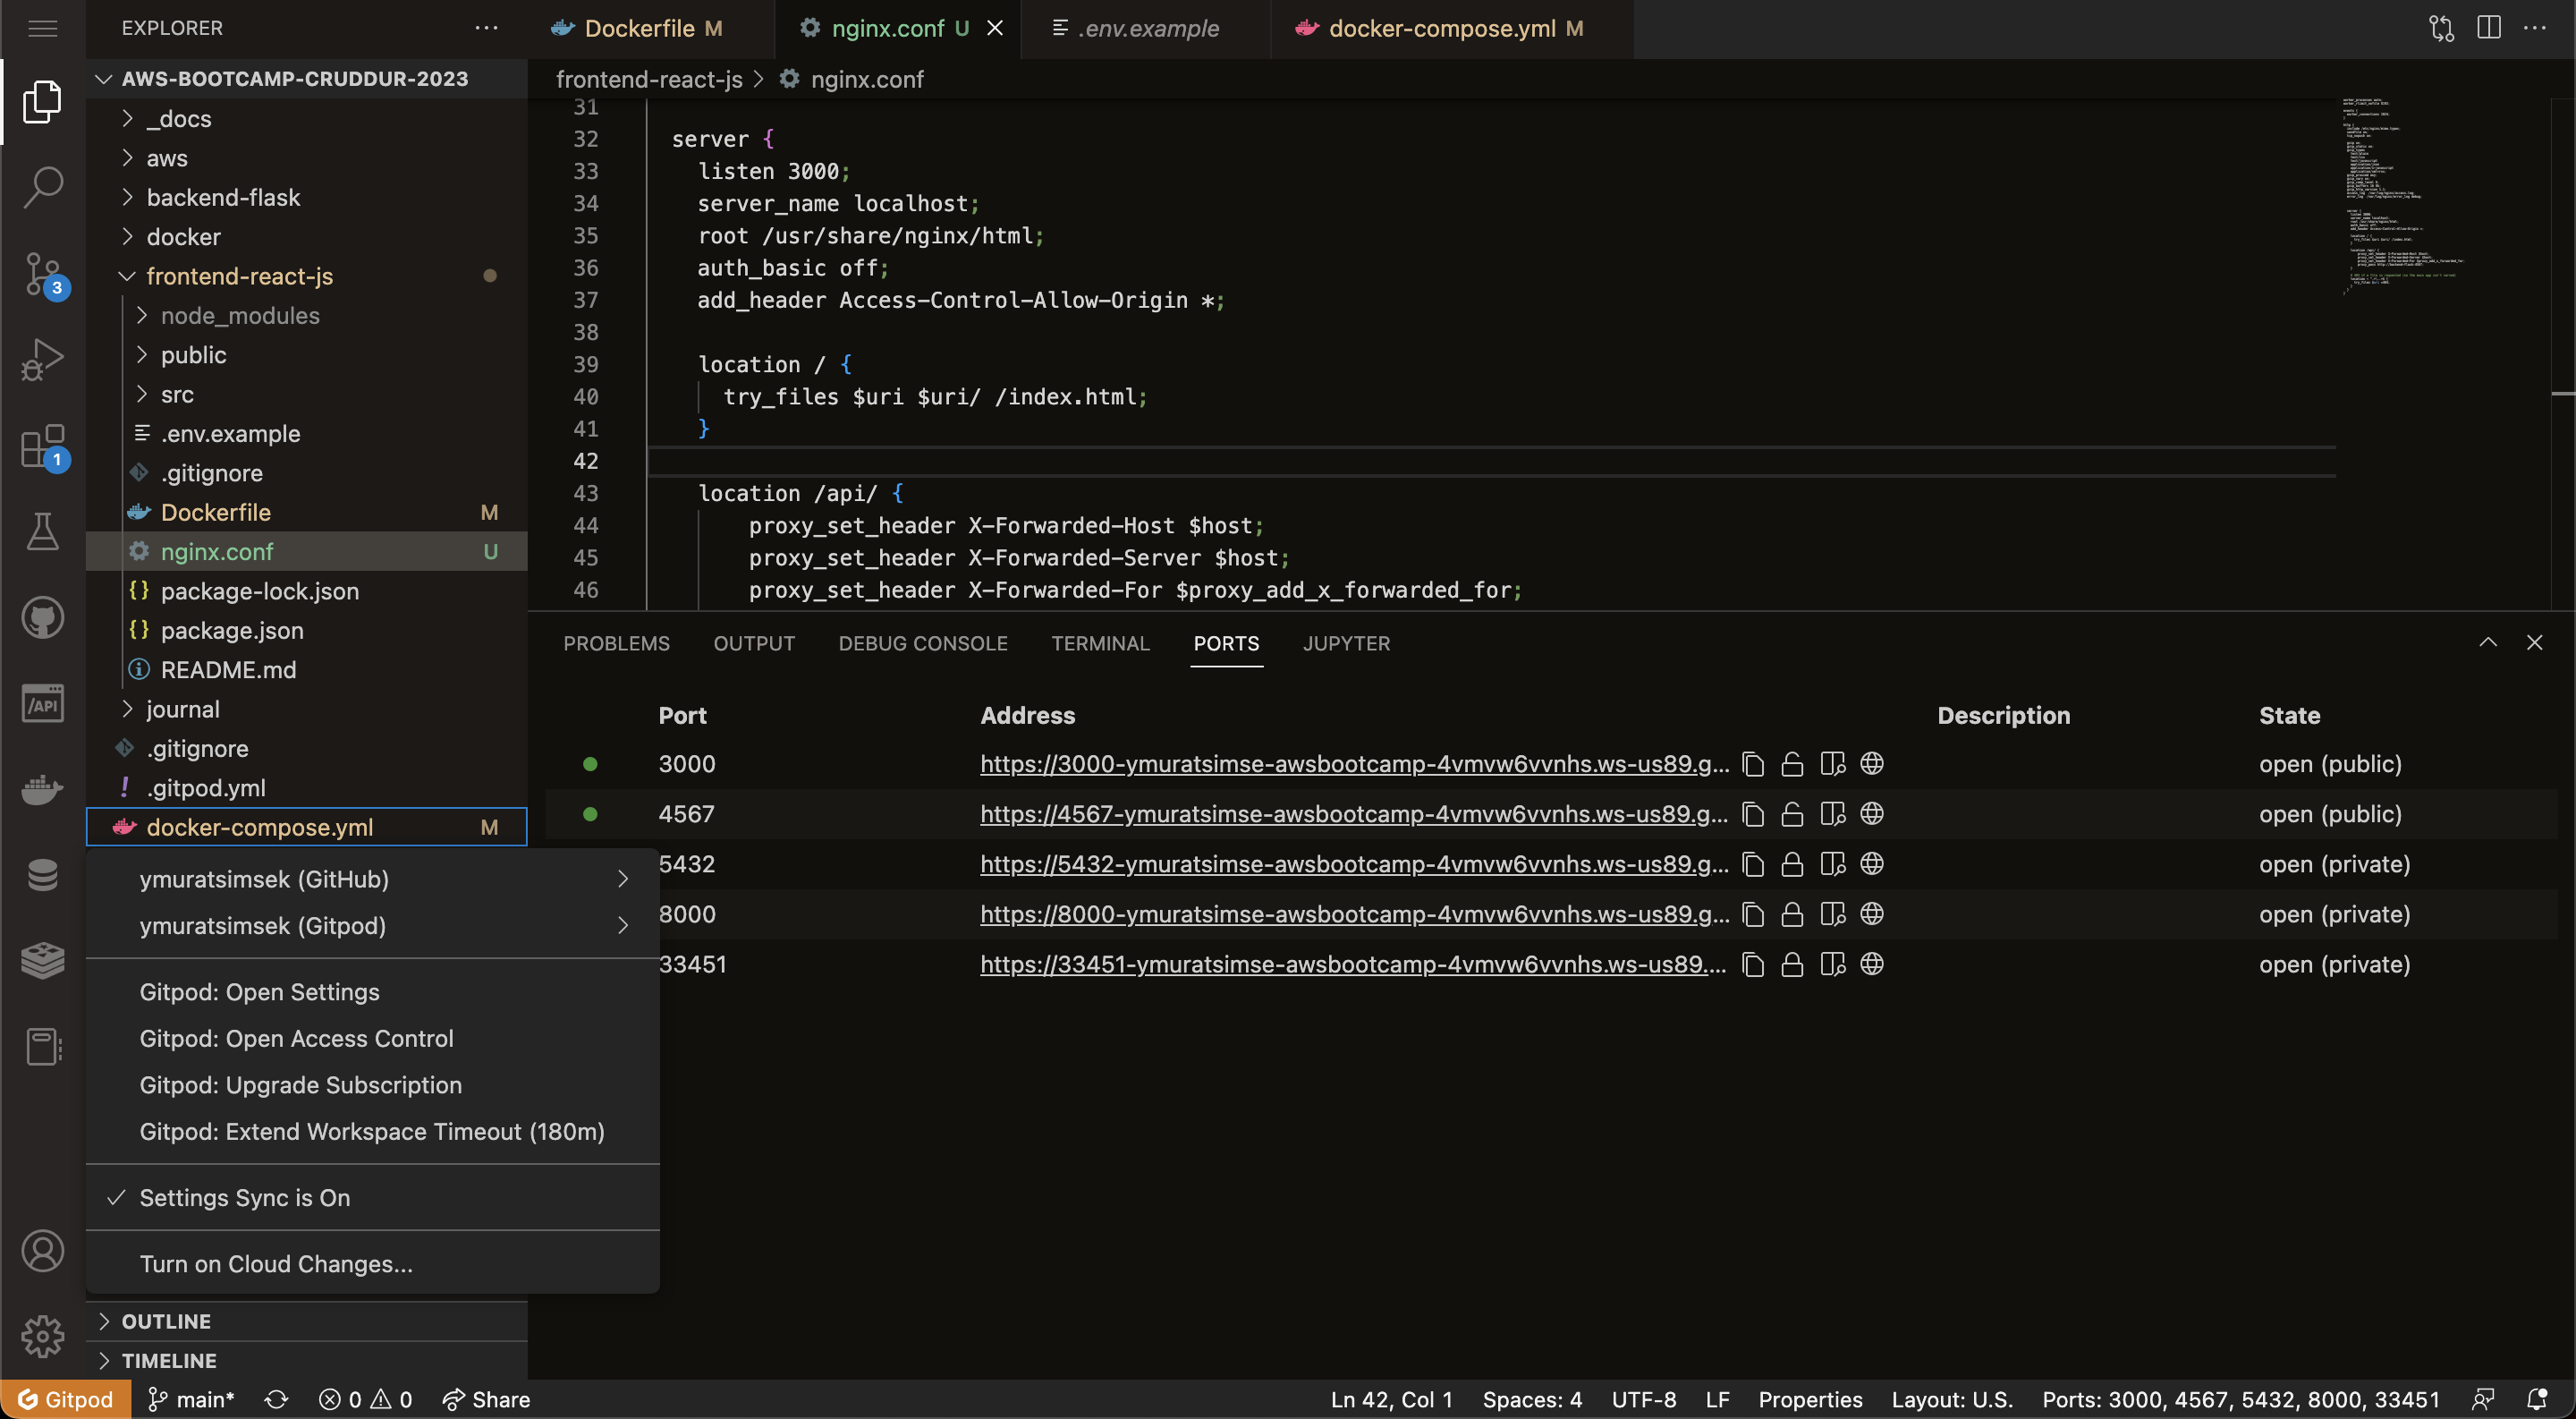 EXPLORER
Dockerfile M
nginx.conf U
.env.example
docker-compose.yml M
AWS-BOOTCAMP-CRUDDUR-2023
_docs
aws
backend-flask
docker
frontend-react-js
node_modules
public
src
.env.example
.gitignore
Dockerfile M
nginx.conf U
package-lock.json
package.json
README.md
journal
.gitignore
.gitpod.yml
docker-compose.yml M
3
1
/API
ymuratsimsek (GitHub)
ymuratsimsek (Gitpod)
Gitpod: Open Settings
Gitpod: Open Access Control
Gitpod: Upgrade Subscription
Gitpod: Extend Workspace Timeout (180m)
Settings Sync is On
Turn on Cloud Changes...
OUTLINE
TIMELINE
frontend-react-js > nginx.conf
31
32 server {
33 listen 3000;
34 server_name localhost;
35 root /usr/share/nginx/html;
36 auth_basic off;
37 add_header Access-Control-Allow-Origin *;
38
39 location / {
40 try_files $uri $uri/ /index.html;
41 }
42
43 location /api/ {
44 proxy_set_header X-Forwarded-Host $host;
45 proxy_set_header X-Forwarded-Server $host;
46 proxy_set_header X-Forwarded-For $proxy_add_x_forwarded_for;
PROBLEMS OUTPUT DEBUG CONSOLE TERMINAL PORTS JUPYTER
Port Address Description State
3000 https://3000-ymuratsimse-awsbootcamp-4vmvw6vvnhs.ws-us89.g... open (public)
4567 https://4567-ymuratsimse-awsbootcamp-4vmvw6vvnhs.ws-us89.g... open (public)
5432 https://5432-ymuratsimse-awsbootcamp-4vmvw6vvnhs.ws-us89.g... open (private)
8000 https://8000-ymuratsimse-awsbootcamp-4vmvw6vvnhs.ws-us89.g... open (private)
33451 https://33451-ymuratsimse-awsbootcamp-4vmvw6vvnhs.ws-us89.... open (private)
Gitpod main* 0 0 Share Ln 42, Col 1 Spaces: 4 UTF-8 LF Properties Layout: U.S. Ports: 3000, 4567, 5432, 8000, 33451